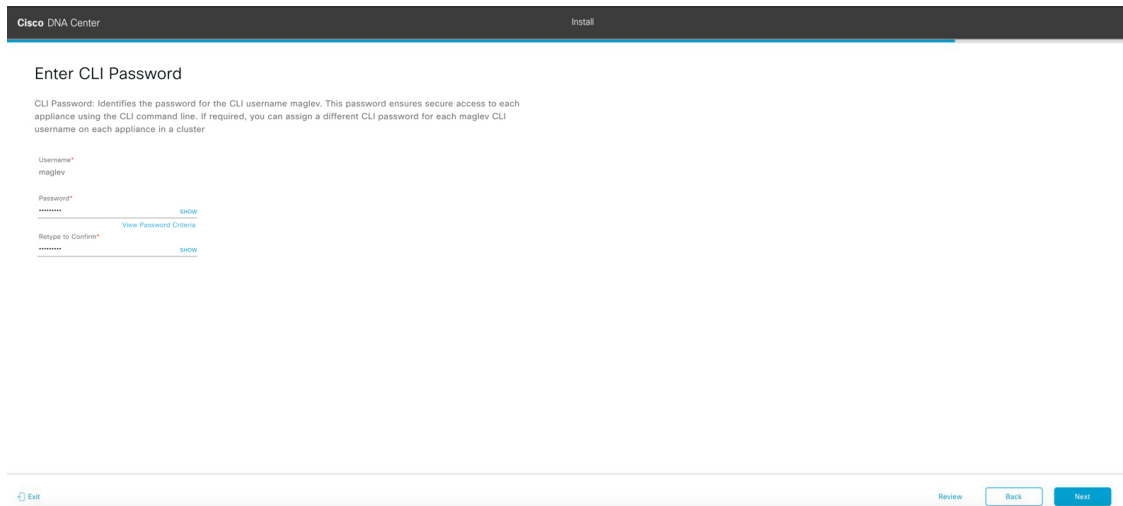 Cisco DNA Center
Install
Enter CLI Password
CLI Password: Identifies the password for the CLI username maglev. This password ensures secure access to each
appliance using the CLI command line. If required, you can assign a different CLI password for each maglev CLI
username on each appliance in a cluster
Username*
maglev
Password*
•••••••••
SHOW
View Password Criteria
Retype to Confirm*
•••••••••
SHOW
Exit
Review
Back
Next